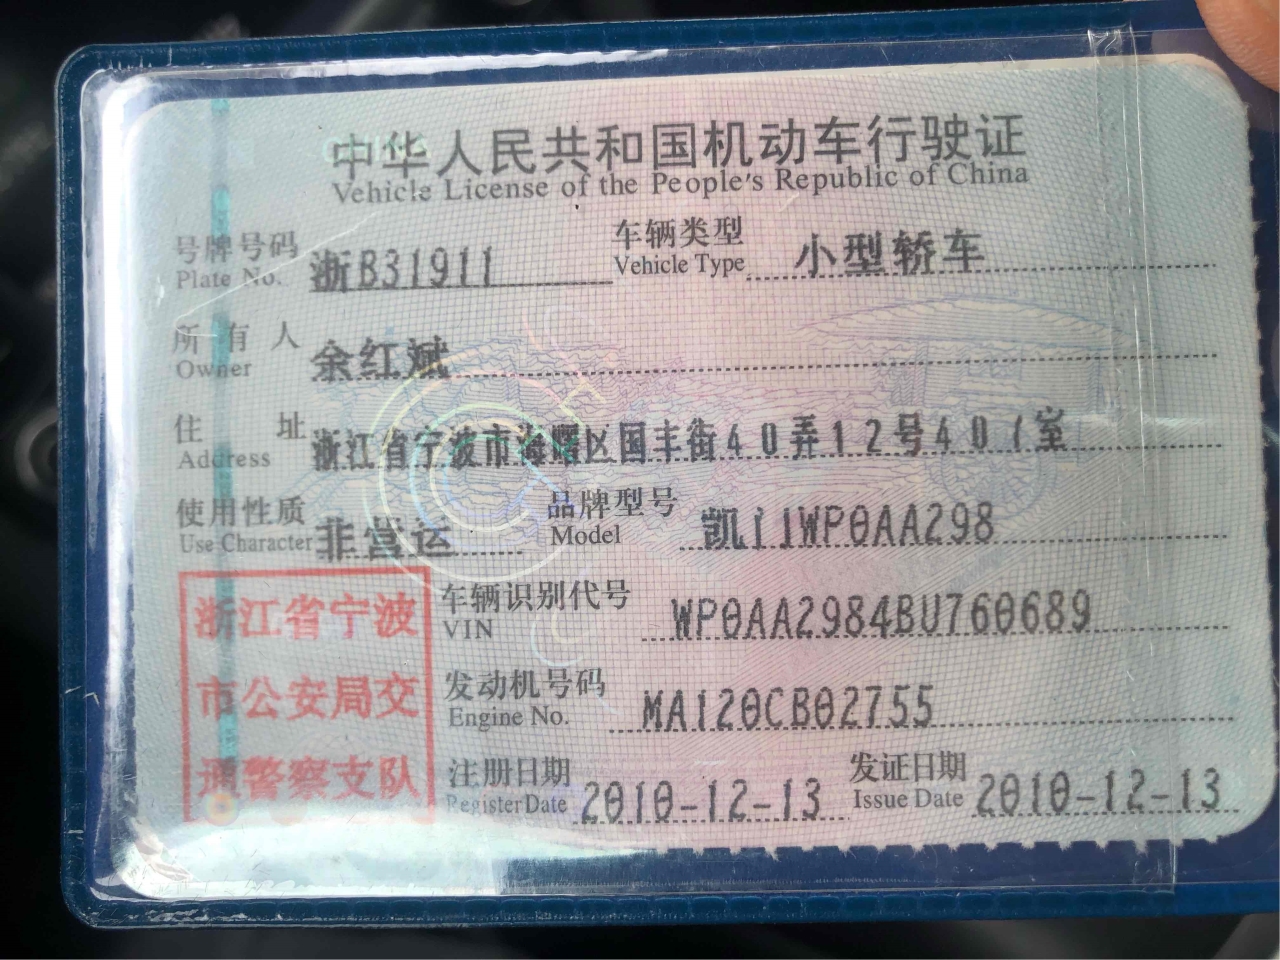 中华人民共和国机动车行驶证
Vehicle License of the People's Republic of China
号牌号码 浙B31911 车辆类型 小型轿车
Plate No. Vehicle Type
所有人 余红斌
Owner
住址 浙江省宁波市海曙区国丰街40弄12号401室
Address
使用性质 非营运 品牌型号 凯门WP0AA298
Use Character Model
浙江省宁波 车辆识别代号 WP0AA2984BU760689
VIN
市公安局交 发动机号码 MA120CB02755
Engine No.
通警察支队 注册日期 2010-12-13 发证日期 2010-12-13
Register Date Issue Date